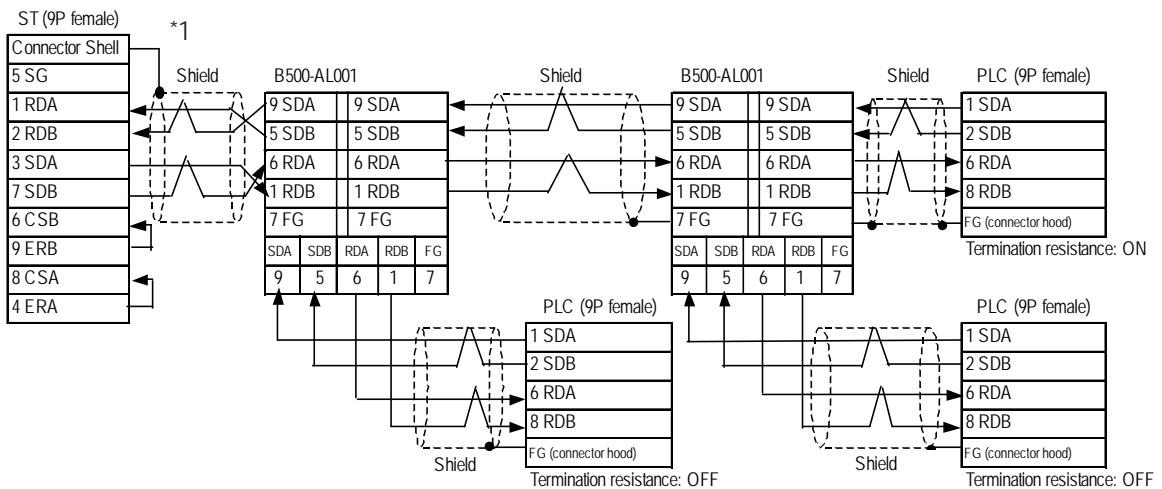 ST (9P female)
*1
Connector Shell
5 SG
1 RDA
2 RDB
3 SDA
7 SDB
6 CSB
9 ERB
8 CSA
4 ERA
Shield
B500-AL001
9 SDA 9 SDA
5 SDB 5 SDB
6 RDA 6 RDA
1 RDB 1 RDB
7 FG 7 FG
SDA SDB RDA RDB FG
9 5 6 1 7
Shield
B500-AL001
9 SDA 9 SDA
5 SDB 5 SDB
6 RDA 6 RDA
1 RDB 1 RDB
7 FG 7 FG
SDA SDB RDA RDB FG
9 5 6 1 7
Shield
PLC (9P female)
1 SDA
2 SDB
6 RDA
8 RDB
FG (connector hood)
Termination resistance: ON
PLC (9P female)
1 SDA
2 SDB
6 RDA
8 RDB
FG (connector hood)
Shield
Termination resistance: OFF
PLC (9P female)
1 SDA
2 SDB
6 RDA
8 RDB
FG (connector hood)
Shield
Termination resistance: OFF